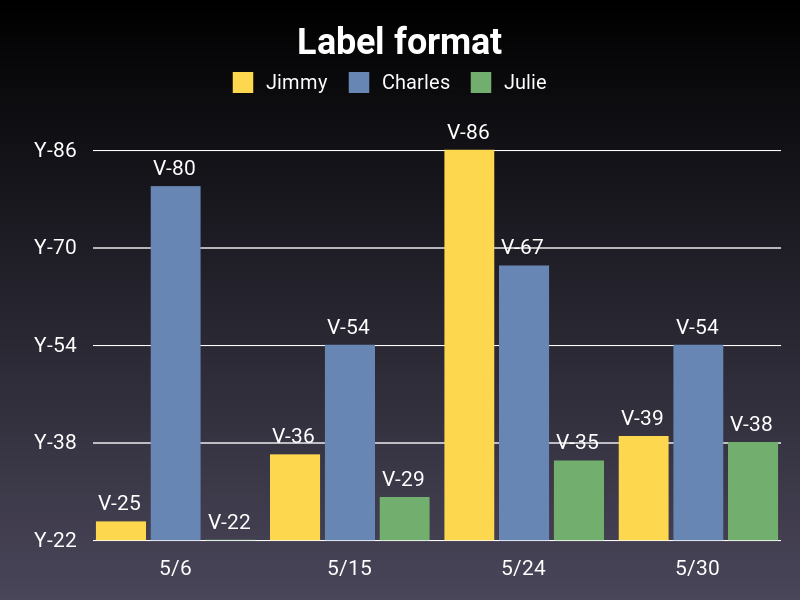 Label format
Jimmy Charles Julie
V-86
Y-86
V-80
Y-70
V-67
V-54 V-54
Y-54
V-39
V-38
Y-38
V-36 V-35
V-29
V-25
V-22
Y-22
5/6 5/15 5/24 5/30